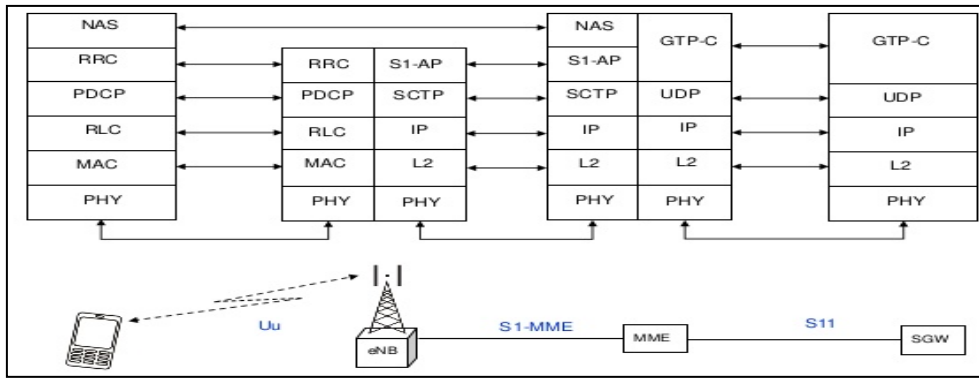 NAS NAS GTP-C GTP-C
RRC RRC S1-AP S1-AP
PDCP PDCP SCTP SCTP UDP UDP
RLC RLC IP IP IP IP
MAC MAC L2 L2 L2 L2
PHY PHY PHY PHY PHY PHY
Uu S1-MME S11
eNB MME SGW